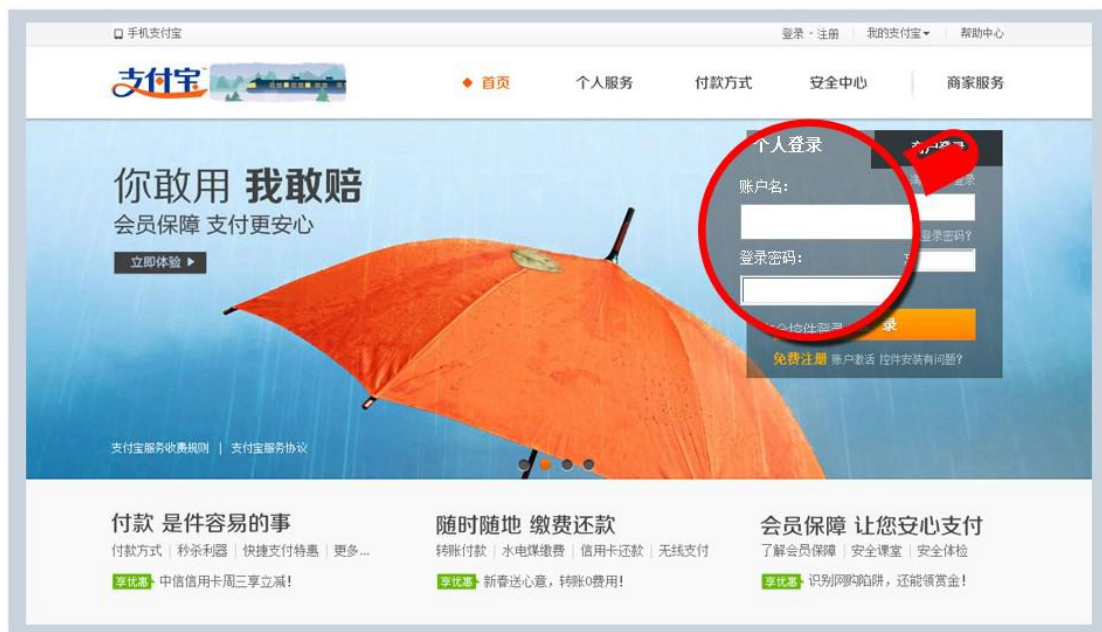 手机支付宝
登录 - 注册 | 我的支付宝 | 帮助中心
支付宝
首页 个人服务 付款方式 安全中心 商家服务
个人登录
账户名:
登录密码:
登录密码?
录
免费注册 账户激活 控件安装有问题?
你敢用 我敢赔
会员保障 支付更安心
立即体验
支付宝服务收费规则 | 支付宝服务协议
付款 是件容易的事
付款方式 | 秒杀利器 | 快捷支付特惠 | 更多...
享优惠 中信信用卡周三享立减!
随时随地 缴费还款
转账付款 | 水电煤缴费 | 信用卡还款 | 无线支付
享优惠 新春送心意,转账0费用!
会员保障 让您安心支付
了解会员保障 | 安全课堂 | 安全体检
享优惠 识别网购陷阱,还能领赏金!